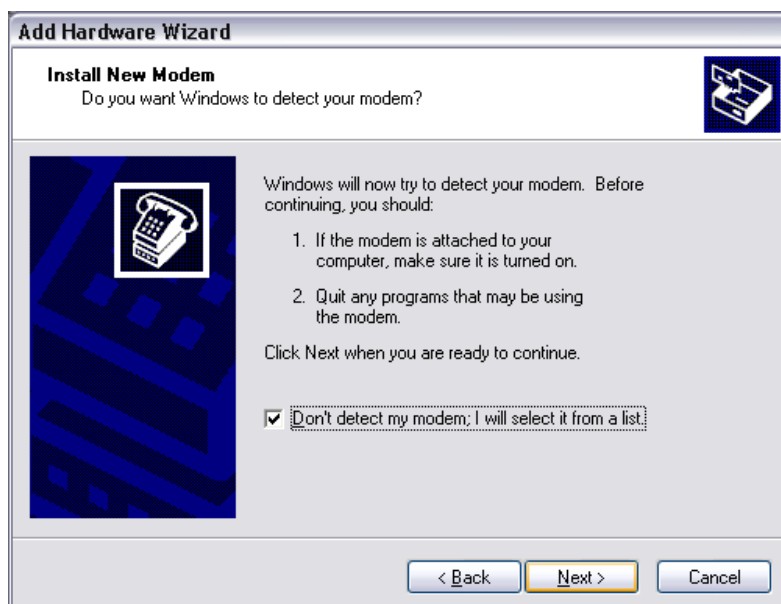 Add Hardware Wizard
Install New Modem
Do you want Windows to detect your modem?
Windows will now try to detect your modem.  Before
continuing, you should:
1.  If the modem is attached to your
computer, make sure it is turned on.
2.  Quit any programs that may be using
the modem.
Click Next when you are ready to continue.
Don't detect my modem; I will select it from a list.
< Back
Next >
Cancel